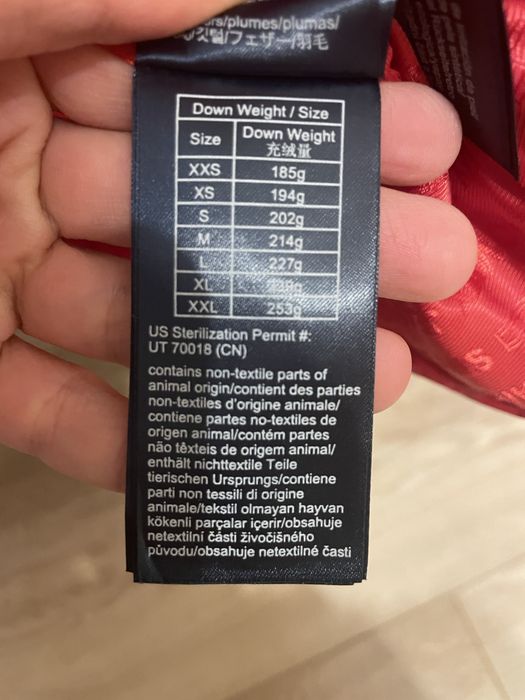 /plumes/plumas/
깃털/フェザー/羽毛
Down Weight / Size
Size Down Weight
充绒量
XXS 185g
XS 194g
S 202g
M 214g
L 227g
XL
XXL 253g
US Sterilization Permit #:
UT 70018 (CN)
contains non-textile parts of
animal origin/contient des parties
non-textiles d'origine animale/
contiene partes no-textiles de
origen animal/contém partes
não têxteis de origem animal/
enthält nichttextile Teile
tierischen Ursprungs/contiene
parti non tessili di origine
animale/tekstil olmayan hayvan
kökenli parçalar içerir/obsahuje
netextilní části živočišného
původu/obsahuje netextilné časti
S E